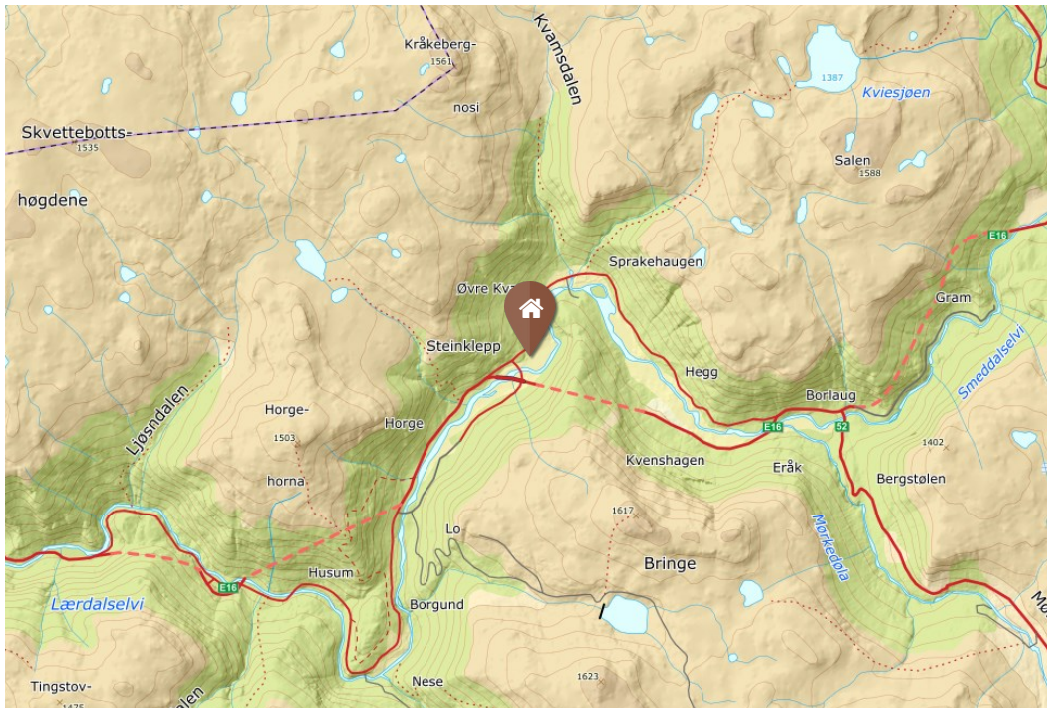 Kråkeberg-
1561
nosi
Kvamsdalen
1387
Kviesjøen
Skvettebotts-
1535
høgdene
Salen
1588
Sprakehaugen
E16
Øvre Kva
Gram
Steinklepp
Smeddalselvi
Hegg
Borlaug
Ljøsndalen
Horge-
1503
horna
Horge
E16
52
1402
Kvenshagen
Eråk
Bergstølen
1617
Lo
Mørkedøla
Bringe
Husum
E16
Lærdalselvi
Borgund
Nese
1623
Tingstov-
1475